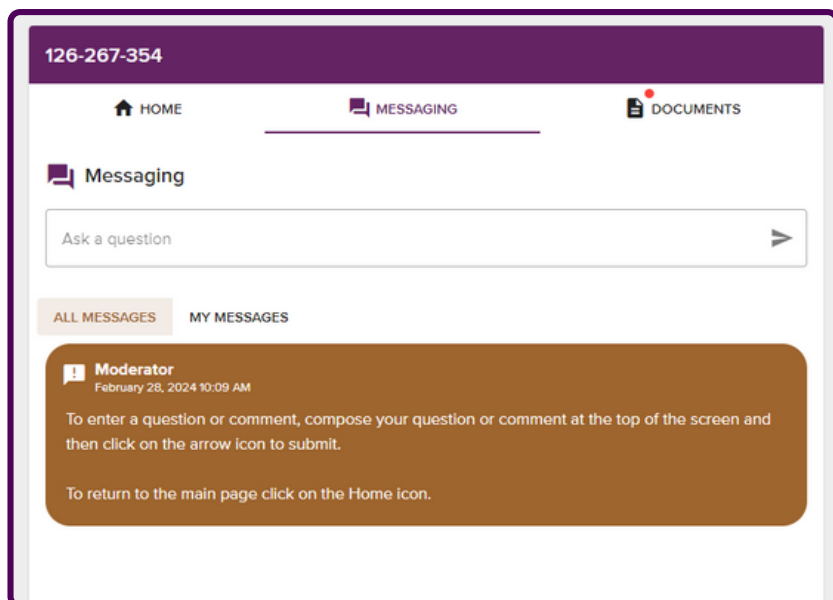 126-267-354
HOME
MESSAGING
DOCUMENTS
Messaging
Ask a question
ALL MESSAGES
MY MESSAGES
Moderator
February 28, 2024 10:09 AM
To enter a question or comment, compose your question or comment at the top of the screen and
then click on the arrow icon to submit.
To return to the main page click on the Home icon.